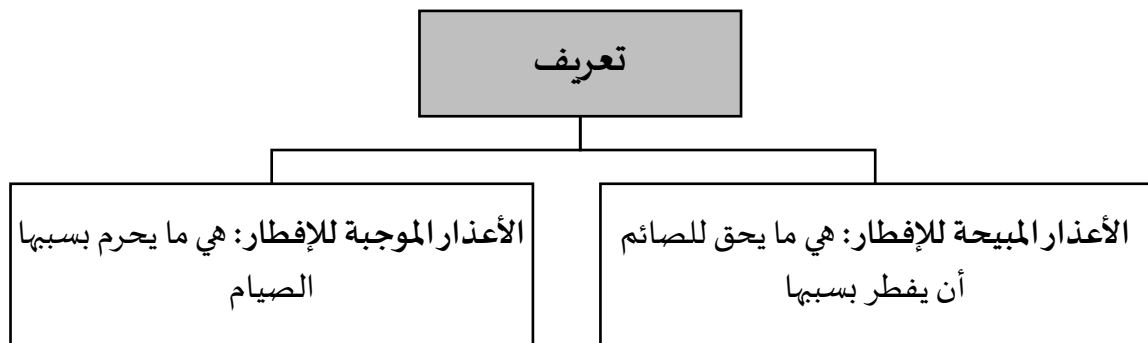 تعريف
الأعذار المبيحة للإفطار: هي ما يحق للصائم
أن يفطر بسببها
الأعذار الموجبة للإفطار: هي ما يحرم بسببها
الصيام